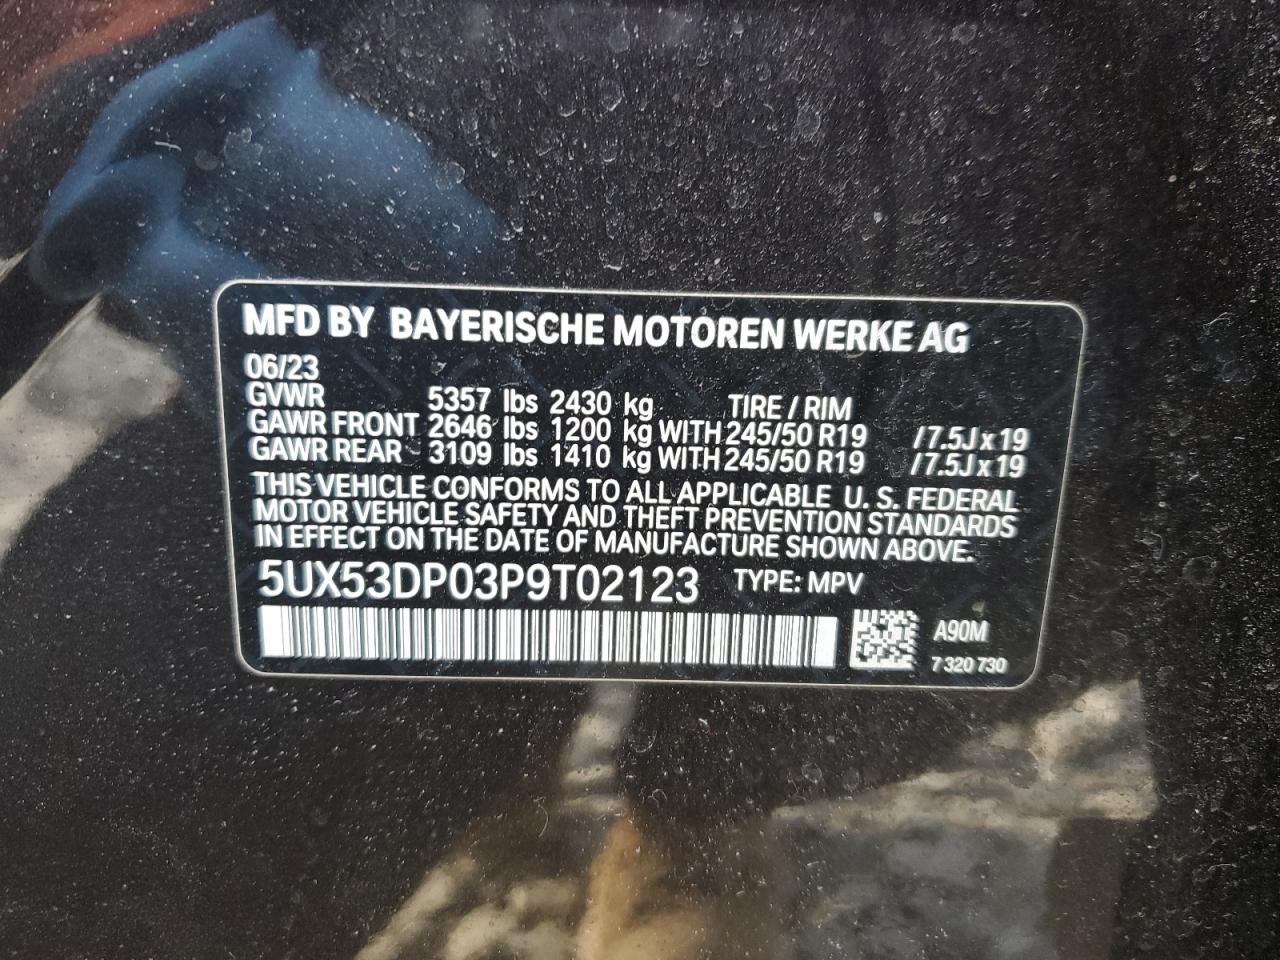 MFD BY BAYERISCHE MOTOREN WERKE AG
06/23
GVWR 5357 lbs 2430 kg TIRE / RIM
GAWR FRONT 2646 lbs 1200 kg WITH 245/50 R19 /7.5J x 19
GAWR REAR 3109 lbs 1410 kg WITH 245/50 R19 /7.5J x 19
THIS VEHICLE CONFORMS TO ALL APPLICABLE U. S. FEDERAL
MOTOR VEHICLE SAFETY AND THEFT PREVENTION STANDARDS
IN EFFECT ON THE DATE OF MANUFACTURE SHOWN ABOVE.
5UX53DP03P9T02123 TYPE: MPV
A90M
7 320 730